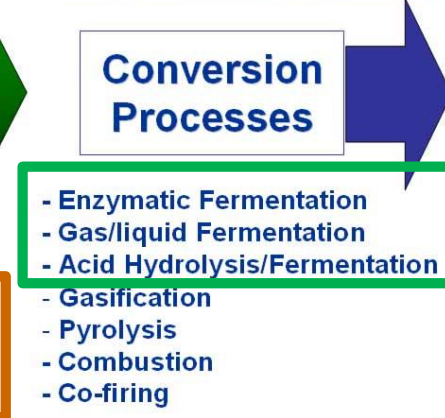 Conversion
Processes
- Enzymatic Fermentation
- Gas/liquid Fermentation
- Acid Hydrolysis/Fermentation
- Gasification
- Pyrolysis
- Combustion
- Co-firing